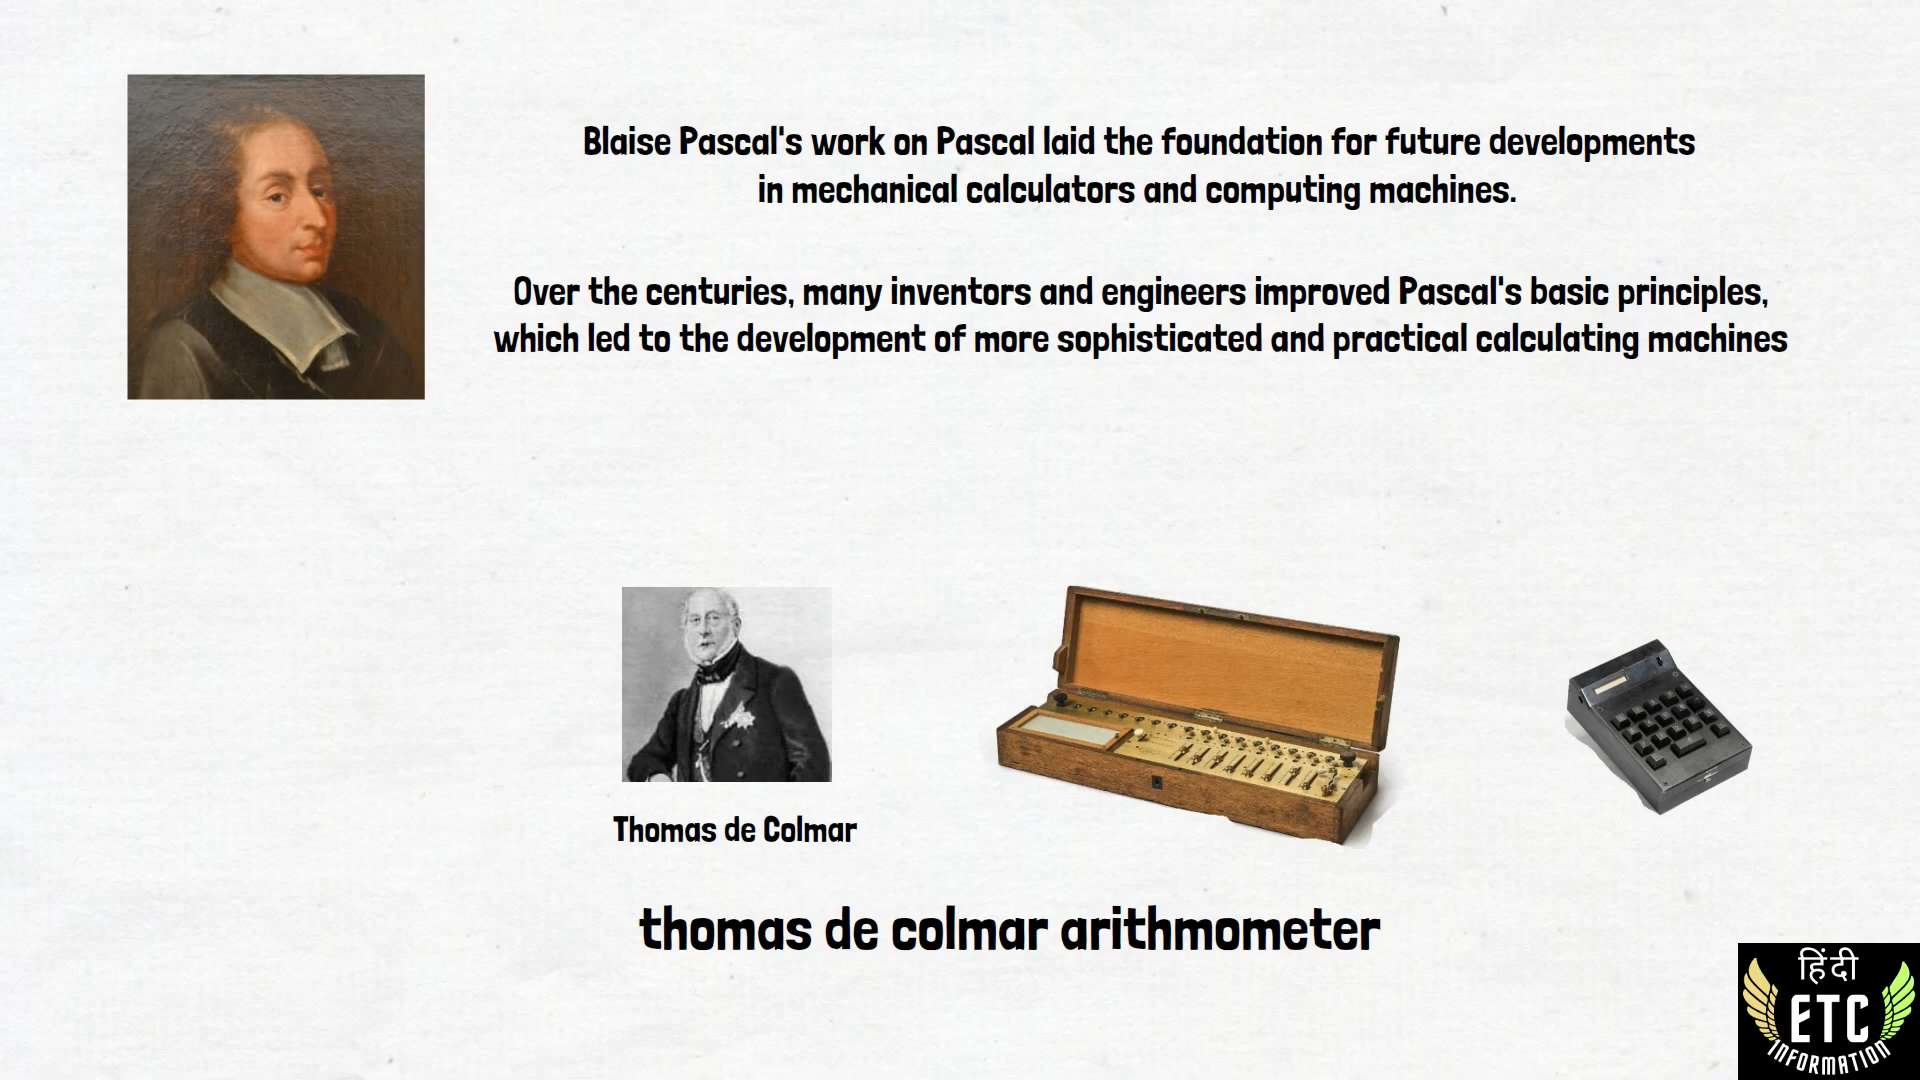 Blaise Pascal's work on Pascal laid the foundation for future developments
in mechanical calculators and computing machines.
Over the centuries, many inventors and engineers improved Pascal's basic principles,
which led to the development of more sophisticated and practical calculating machines
Thomas de Colmar
thomas de colmar arithmometer
हिंदी
ETC
INFORMATION